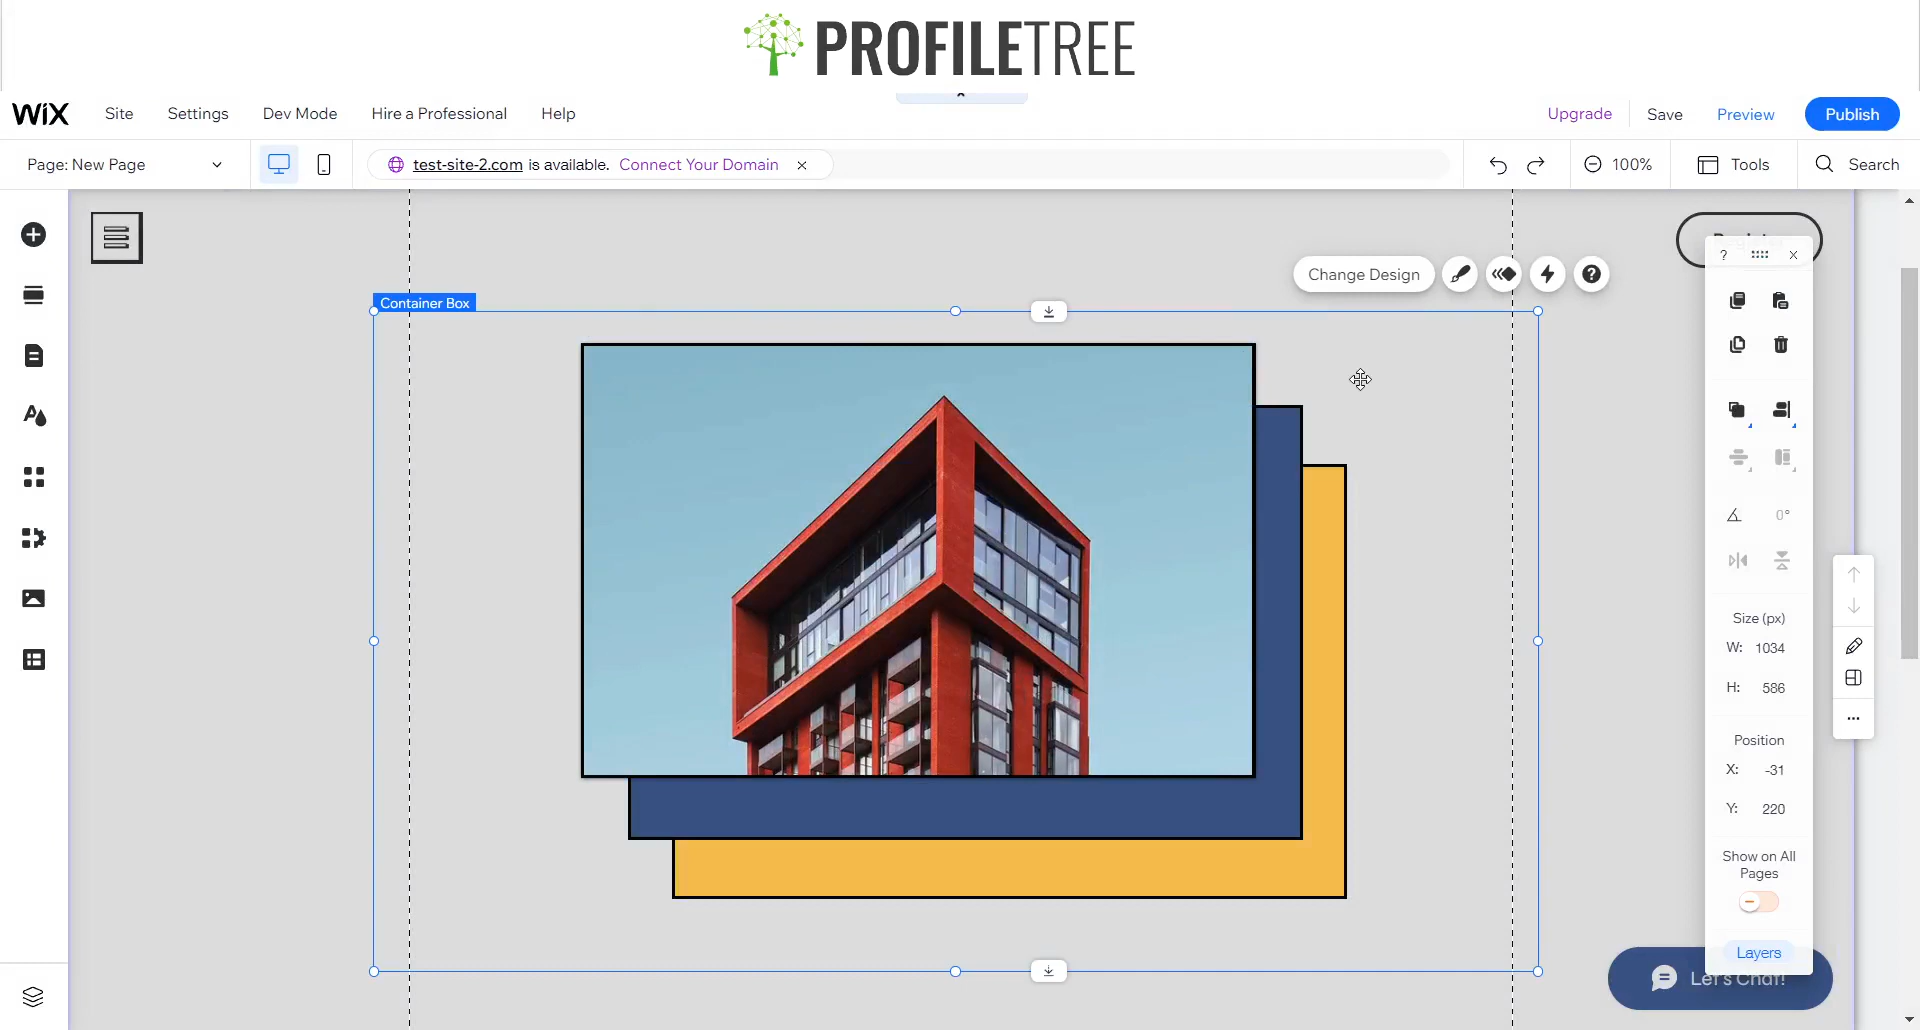 PROFILETREE
WiX
Site
Settings
Dev Mode
Hire a Professional
Help
Upgrade
Save
Preview
Publish
Page: New Page
test-site-2.com is available. Connect Your Domain
100%
Tools
Search
Change Design
Container Box
0°
Size (px)
W: 1034
H: 586
Position
X: -31
Y: 220
Show on All
Pages
Layers
Let's Chat!